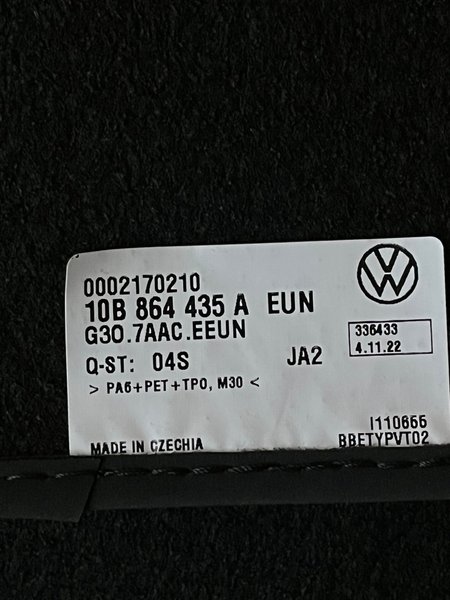 0002170210
10B 864 435 A EUN
G30.7AAC.EEUN
336433
4.11.22
Q-ST: 04S JA2
> PA6+PET+TPO, M30 <
I110665
MADE IN CZECHIA BBETYPVT02